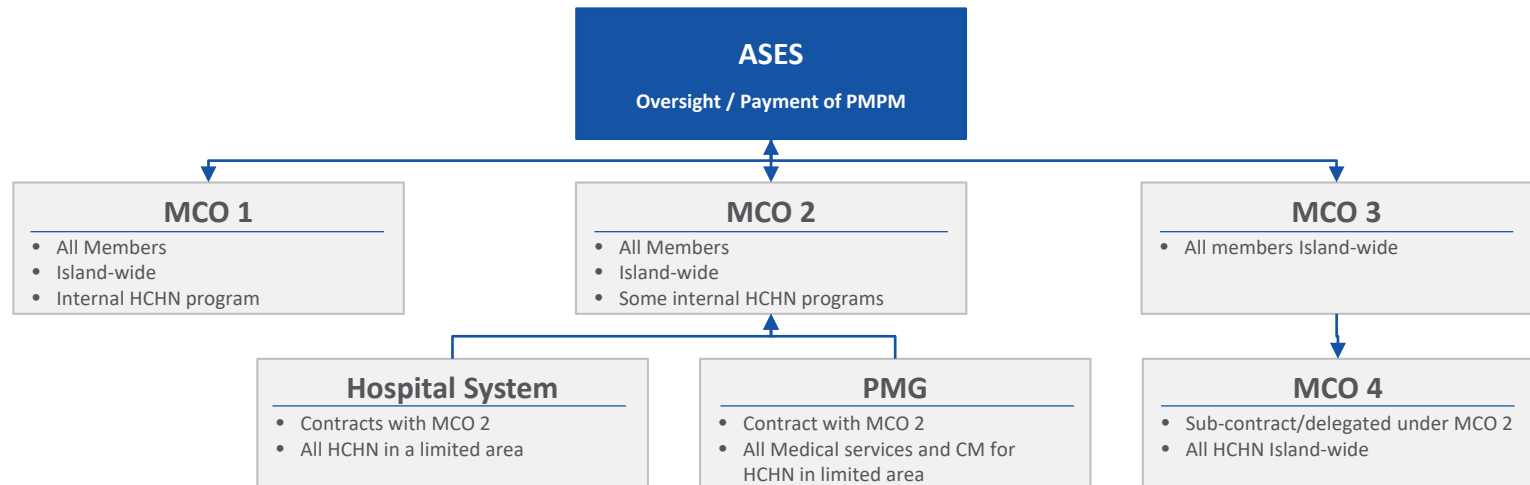 ASES
Oversight / Payment of PMPM
MCO 1
• All Members
• Island-wide
• Internal HCHN program
MCO 2
• All Members
• Island-wide
• Some internal HCHN programs
MCO 3
• All members Island-wide
Hospital System
• Contracts with MCO 2
• All HCHN in a limited area
PMG
• Contract with MCO 2
• All Medical services and CM for
HCHN in limited area
MCO 4
• Sub-contract/delegated under MCO 2
• All HCHN Island-wide